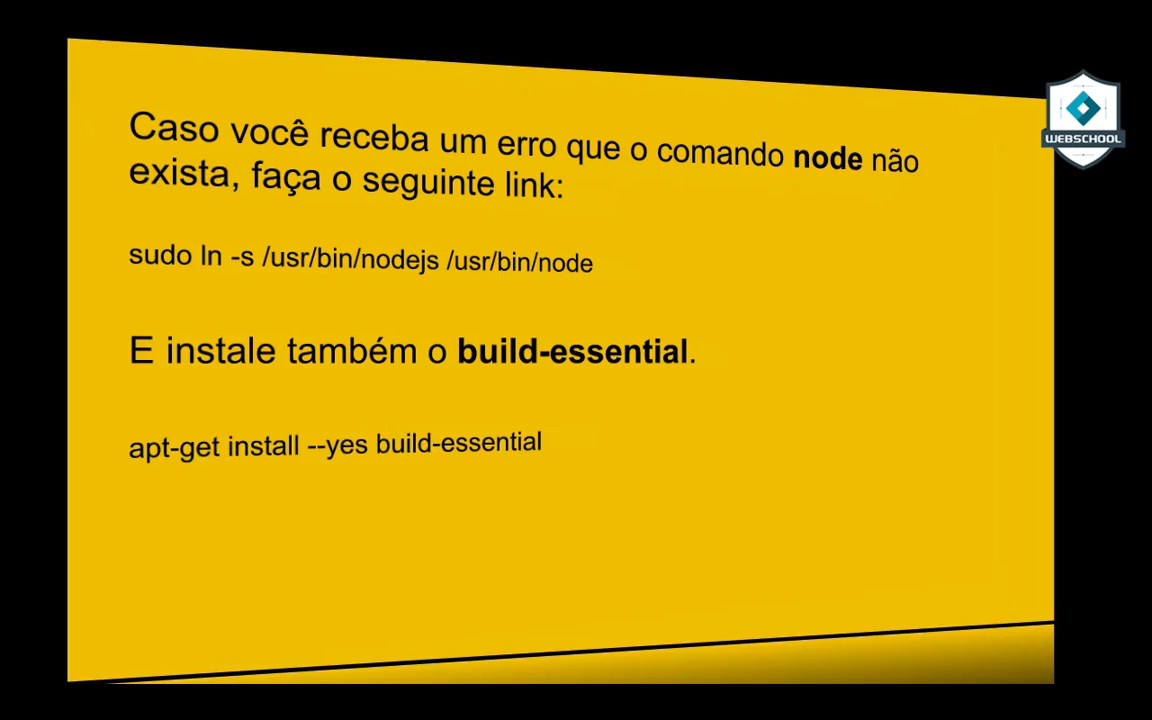 Caso você receba um erro que o comando node não
exista, faça o seguinte link:
sudo ln -s /usr/bin/nodejs /usr/bin/node
E instale também o build-essential.
apt-get install --yes build-essential
WEBSCHOOL